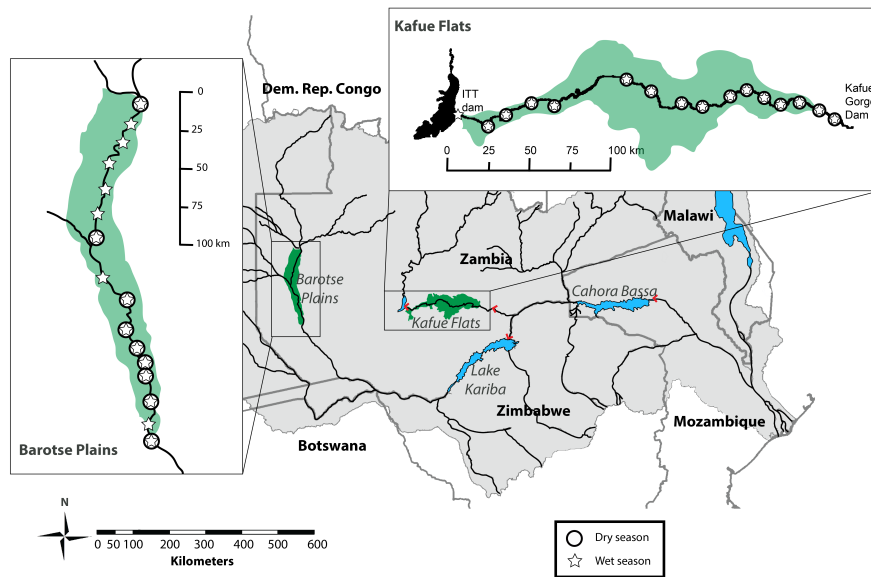 Kafue Flats
ITT
dam
Kafue
Gorge
Dam
0 25 50 75 100 km
Dem. Rep. Congo
0
25
50
75
100 km
Barotse Plains
Malawi
Zambia
Barotse
Plains
Cahora Bassa
Kafue Flats
Lake
Kariba
Zimbabwe
Mozambique
Botswana
N
0 50 100 200 300 400 500 600
Kilometers
Dry season
Wet season